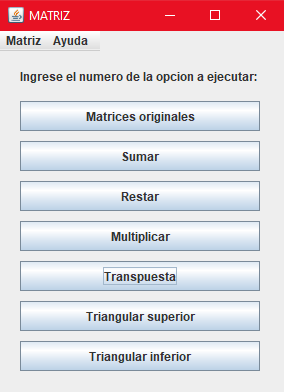 MATRIZ
Matriz Ayuda
Ingrese el numero de la opcion a ejecutar:
Matrices originales
Sumar
Restar
Multiplicar
Transpuesta
Triangular superior
Triangular inferior